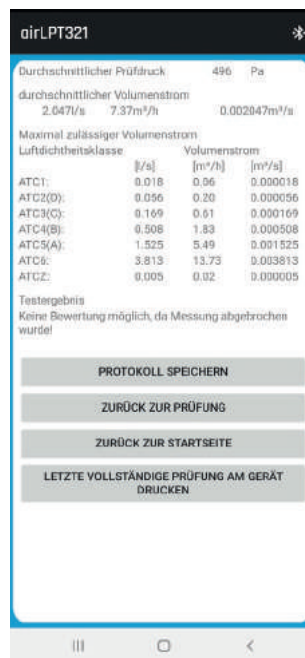 airLPT321
Durchschnittlicher Prüfdruck 496 Pa
durchschnittlicher Volumenstrom
2.047l/s 7.37m³/h 0.002047m³/s
Maximal zulässiger Volumenstrom
Luftdichtheitsklasse Volumenstrom
[l/s] [m³/h] [m³/s]
ATC1: 0.018 0.06 0.000018
ATC2(D): 0.056 0.20 0.000056
ATC3(C): 0.169 0.61 0.000169
ATC4(B): 0.508 1.83 0.000508
ATC5(A): 1.525 5.49 0.001525
ATC6: 3.813 13.73 0.003813
ATCZ: 0.005 0.02 0.000005
Testergebnis
Keine Bewertung möglich, da Messung abgebrochen
wurde!
PROTOKOLL SPEICHERN
ZURÜCK ZUR PRÜFUNG
ZURÜCK ZUR STARTSEITE
LETZTE VOLLSTÄNDIGE PRÜFUNG AM GERÄT
DRUCKEN